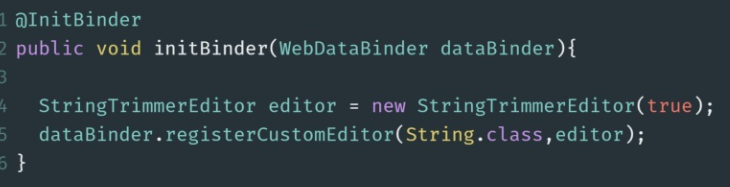 1 @InitBinder
2 public void initBinder(WebDataBinder dataBinder){
3
4 StringTrimmerEditor editor = new StringTrimmerEditor(true);
5 dataBinder.registerCustomEditor(String.class,editor);
6 }